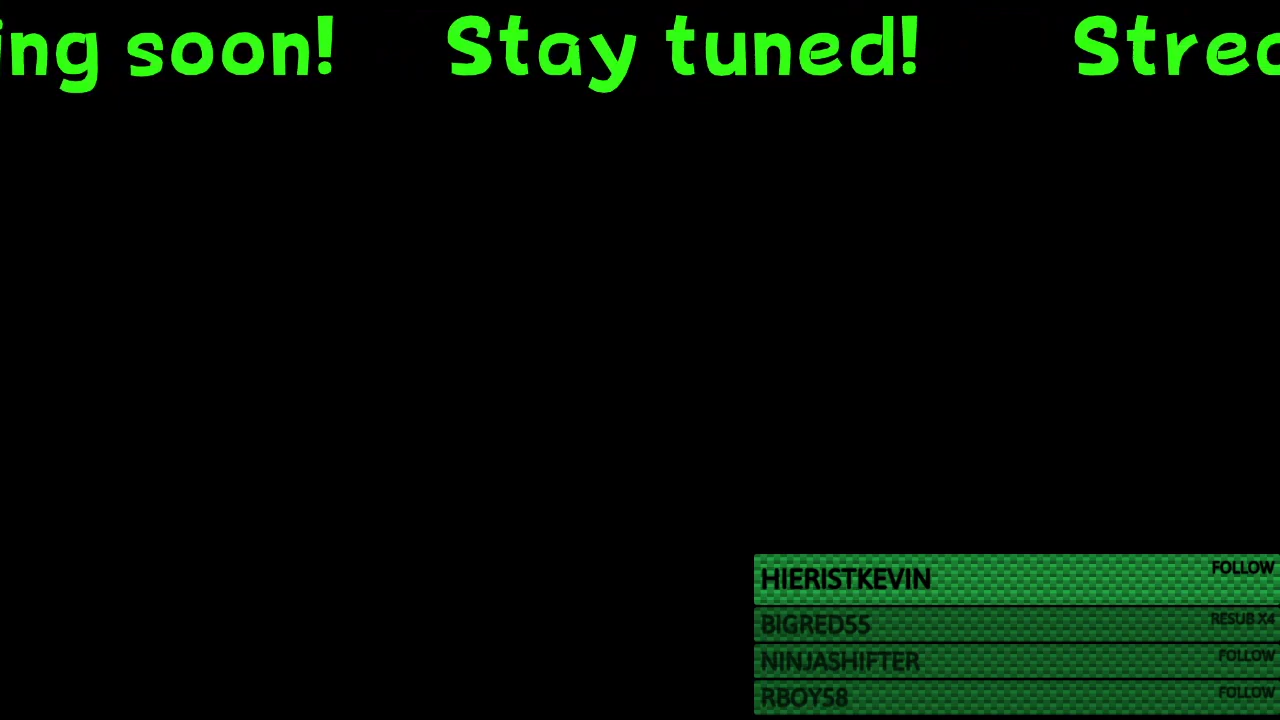 ing soon! Stay tuned! Strea
HIERISTKEVIN FOLLOW
BIGRED55 RESUB X4
NINJASHIFTER FOLLOW
RBOY58 FOLLOW